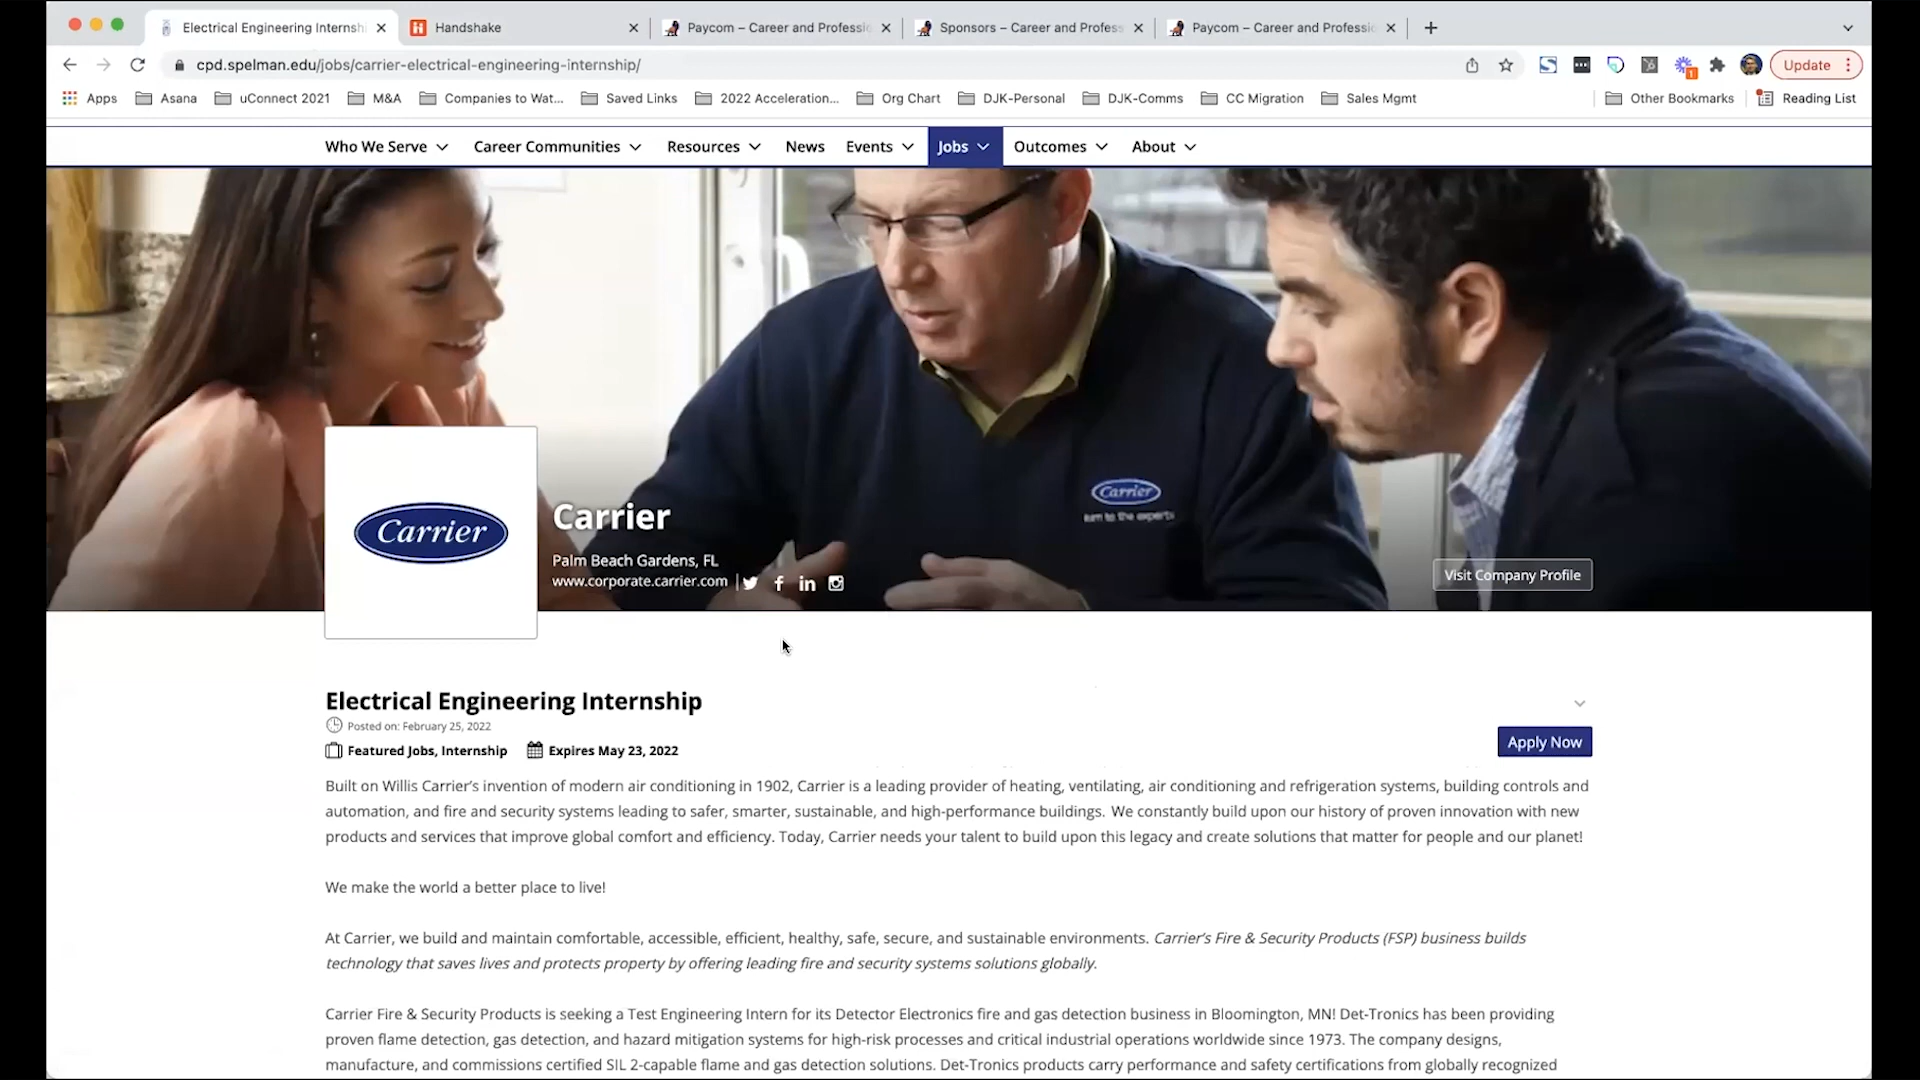 Electrical Engineering Internsh
Handshake
Paycom – Career and Professi
Sponsors – Career and Profess
Paycom – Career and Professi
cpd.spelman.edu/jobs/carrier-electrical-engineering-internship/
1
Update
Apps
Asana
uConnect 2021
M&A
Companies to Wat...
Saved Links
2022 Acceleration...
Org Chart
DJK-Personal
DJK-Comms
CC Migration
Sales Mgmt
Other Bookmarks
Reading List
Who We Serve
Career Communities
Resources
News
Events
Jobs
Outcomes
About
Carrier
turn to the experts
Carrier
Carrier
Palm Beach Gardens, FL
www.corporate.carrier.com
Visit Company Profile
Electrical Engineering Internship
Posted on: February 25, 2022
Featured Jobs, Internship
Expires May 23, 2022
Apply Now
Built on Willis Carrier's invention of modern air conditioning in 1902, Carrier is a leading provider of heating, ventilating, air conditioning and refrigeration systems, building controls and
automation, and fire and security systems leading to safer, smarter, sustainable, and high-performance buildings. We constantly build upon our history of proven innovation with new
products and services that improve global comfort and efficiency. Today, Carrier needs your talent to build upon this legacy and create solutions that matter for people and our planet!
We make the world a better place to live!
At Carrier, we build and maintain comfortable, accessible, efficient, healthy, safe, secure, and sustainable environments. Carrier's Fire & Security Products (FSP) business builds
technology that saves lives and protects property by offering leading fire and security systems solutions globally.
Carrier Fire & Security Products is seeking a Test Engineering Intern for its Detector Electronics fire and gas detection business in Bloomington, MN! Det-Tronics has been providing
proven flame detection, gas detection, and hazard mitigation systems for high-risk processes and critical industrial operations worldwide since 1973. The company designs,
manufacture, and commissions certified SIL 2-capable flame and gas detection solutions. Det-Tronics products carry performance and safety certifications from globally recognized